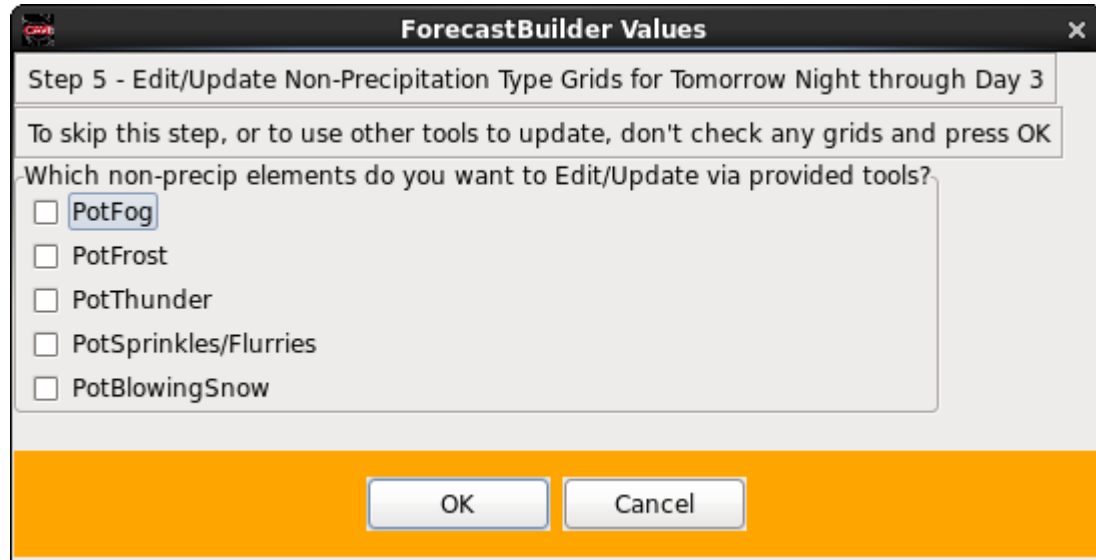 ForecastBuilder Values
Step 5 - Edit/Update Non-Precipitation Type Grids for Tomorrow Night through Day 3
To skip this step, or to use other tools to update, don't check any grids and press OK
Which non-precip elements do you want to Edit/Update via provided tools?
PotFog
PotFrost
PotThunder
PotSprinkles/Flurries
PotBlowingSnow
OK Cancel